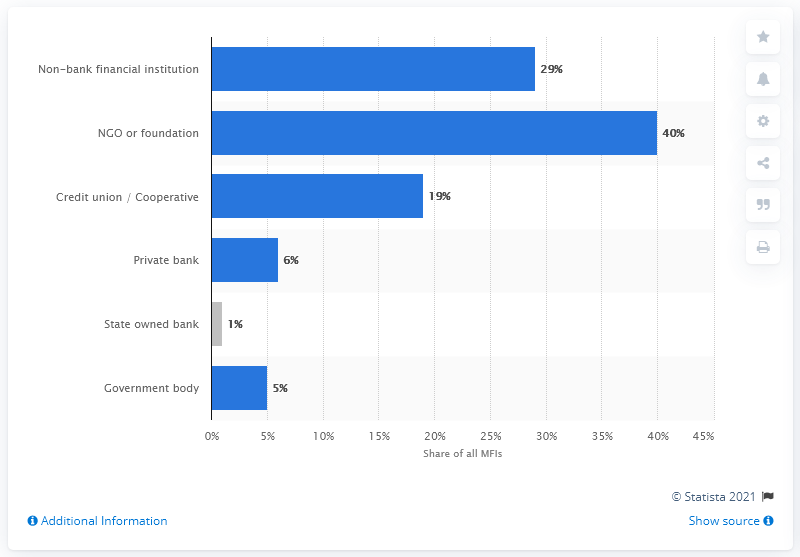 Non-bank financial institution 29%
NGO or foundation 40%
Credit union / Cooperative 19%
Private bank 6%
State owned bank 1%
Government body 5%
0% 5% 10% 15% 20% 25% 30% 35% 40% 45%
Share of all MFIs
© Statista 2021
Additional Information Show source